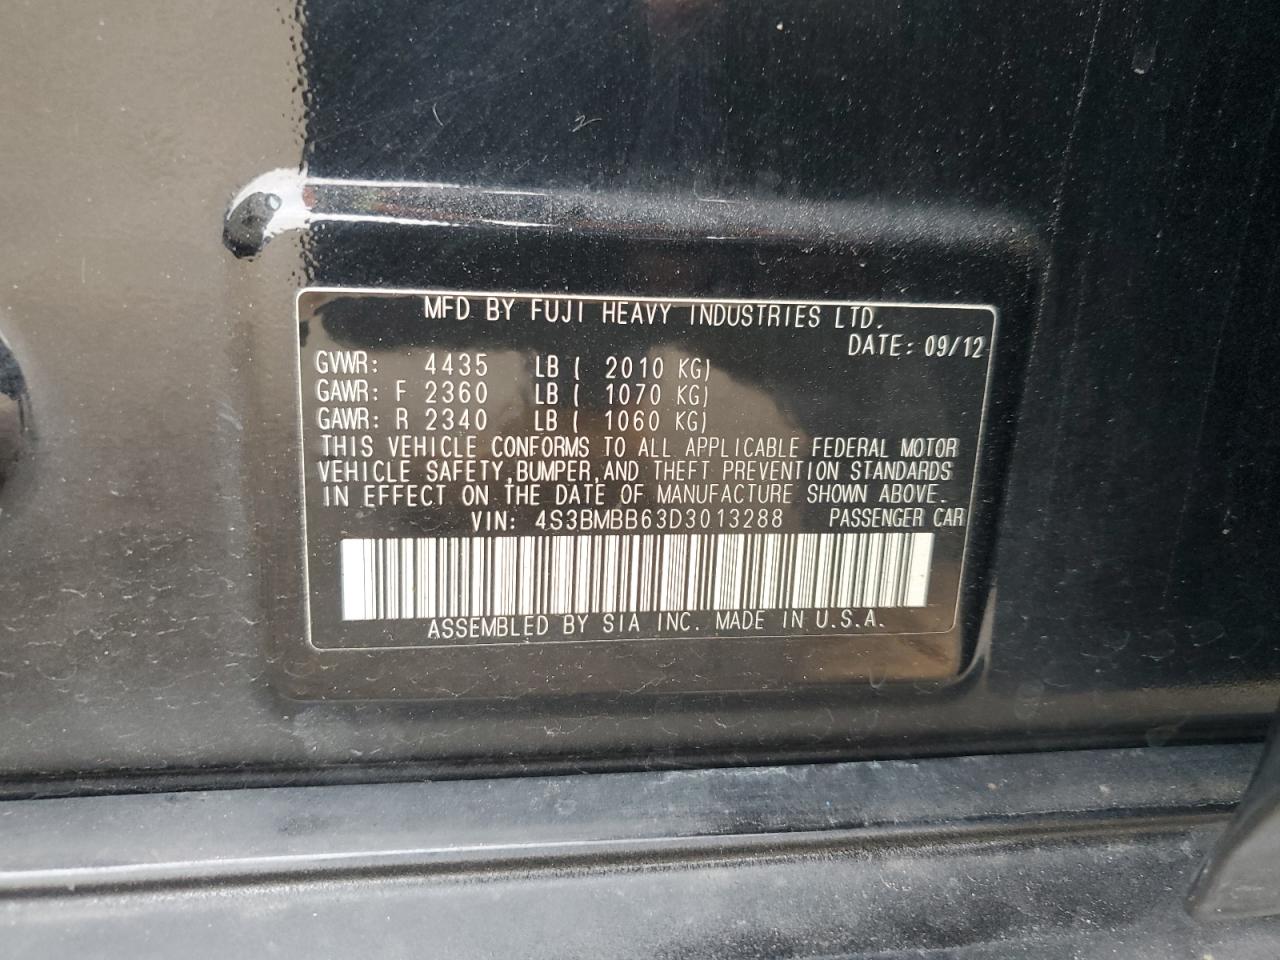 MFD BY FUJI HEAVY INDUSTRIES LTD.
DATE: 09/12
GVWR: 4435 LB ( 2010 KG)
GAWR: F 2360 LB ( 1070 KG)
GAWR: R 2340 LB ( 1060 KG)
THIS VEHICLE CONFORMS TO ALL APPLICABLE FEDERAL MOTOR
VEHICLE SAFETY,BUMPER,AND THEFT PREVENTION STANDARDS
IN EFFECT ON THE DATE OF MANUFACTURE SHOWN ABOVE.
VIN: 4S3BMBB63D3013288 PASSENGER CAR
ASSEMBLED BY SIA INC. MADE IN U.S.A.